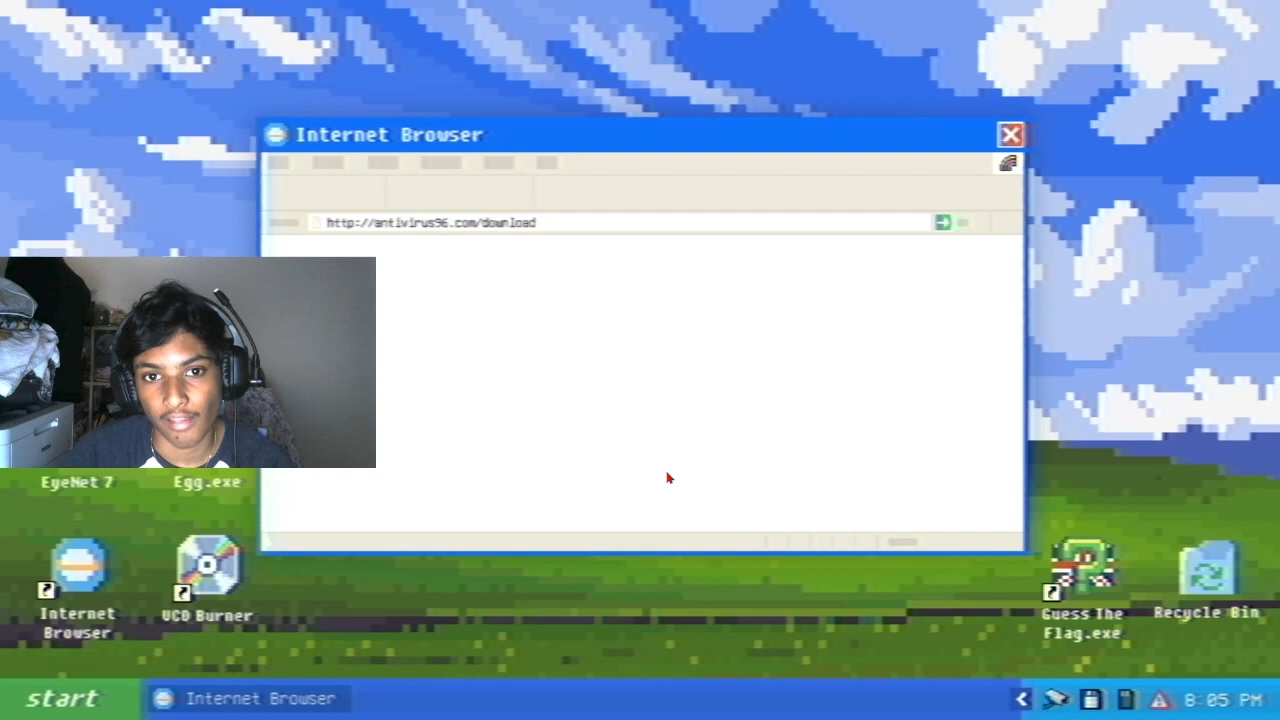 Internet Browser
http://antivirus96.com/download
EyeNet 7
Egg.exe
Internet
Browser
VCD Burner
Guess The
Flag.exe
Recycle Bin
start
Internet Browser
8:05 PM